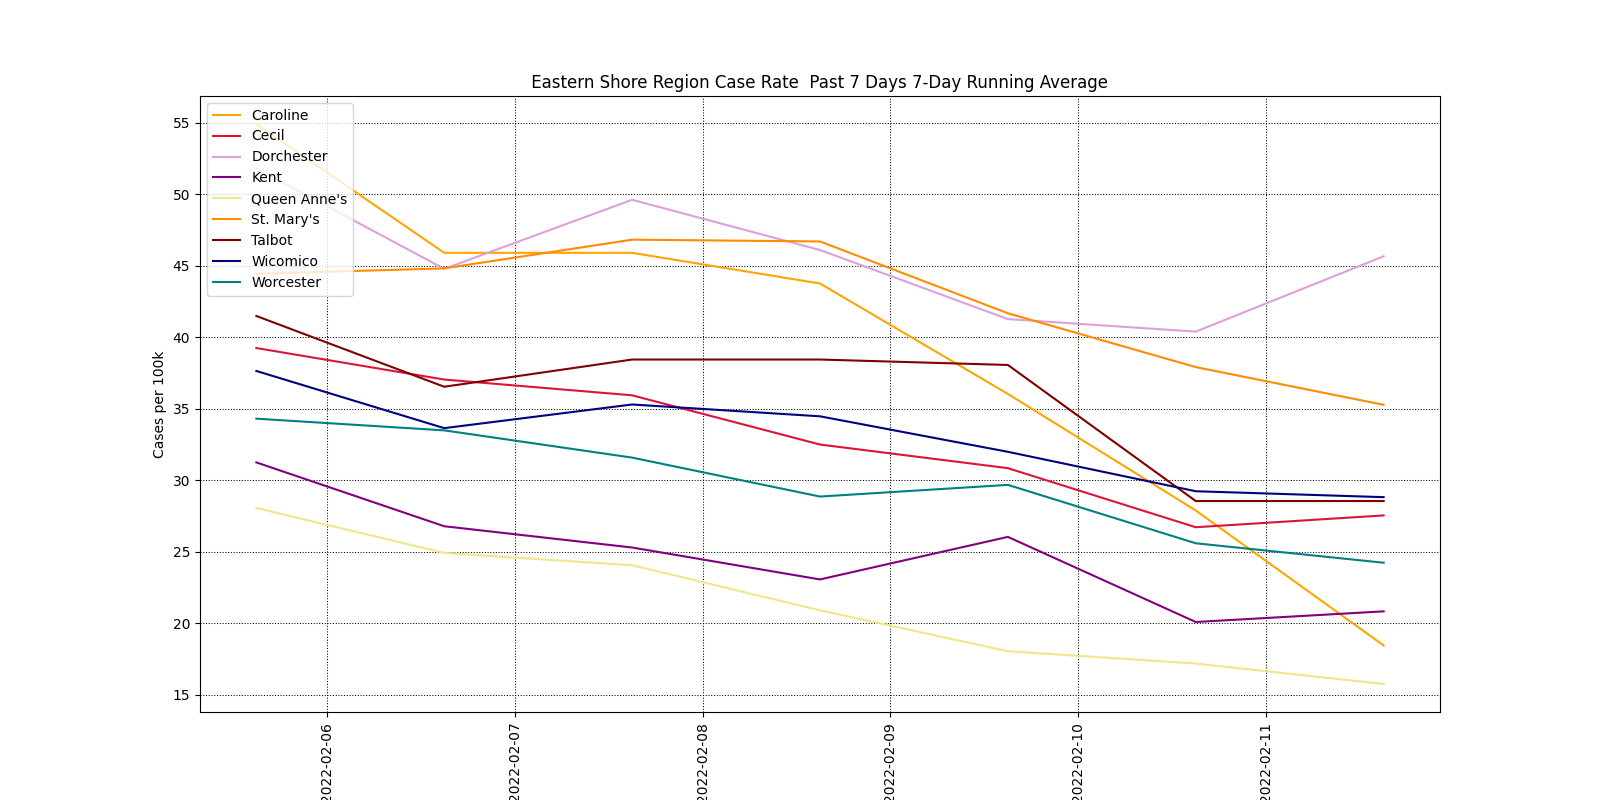 Eastern Shore Region Case Rate  Past 7 Days 7-Day Running Average
Caroline
Cecil
Dorchester
Kent
Queen Anne's
St. Mary's
Talbot
Wicomico
Worcester
Cases per 100k
55
50
45
40
35
30
25
20
15
2022-02-06
2022-02-07
2022-02-08
2022-02-09
2022-02-10
2022-02-11